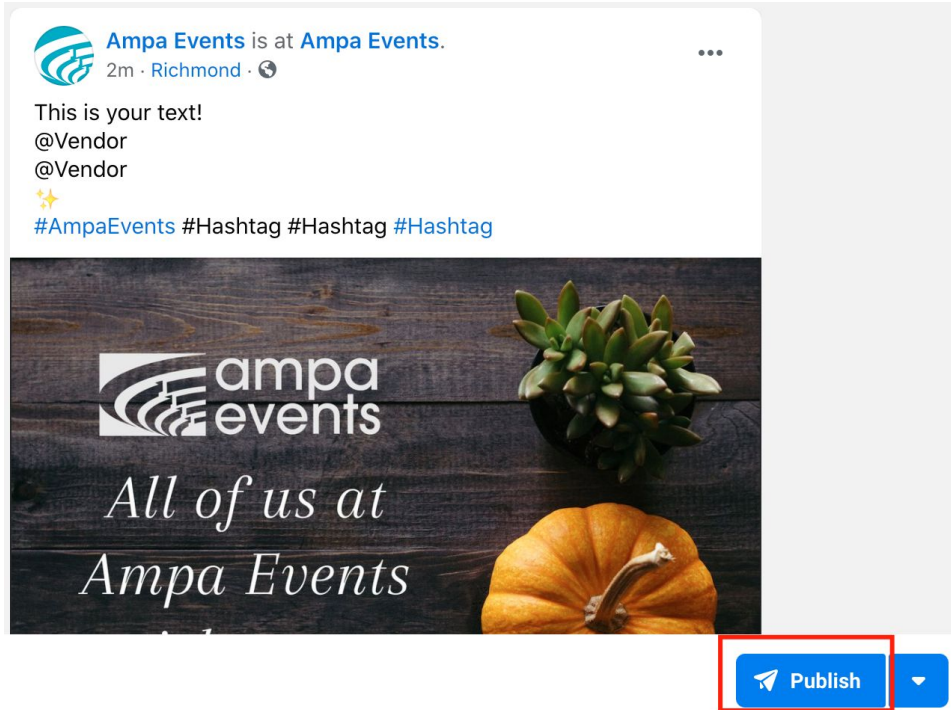 Ampa Events is at Ampa Events.
2m · Richmond ·
This is your text!
@Vendor
@Vendor
✨
#AmpaEvents #Hashtag #Hashtag #Hashtag
ampa
events
All of us at
Ampa Events
Publish